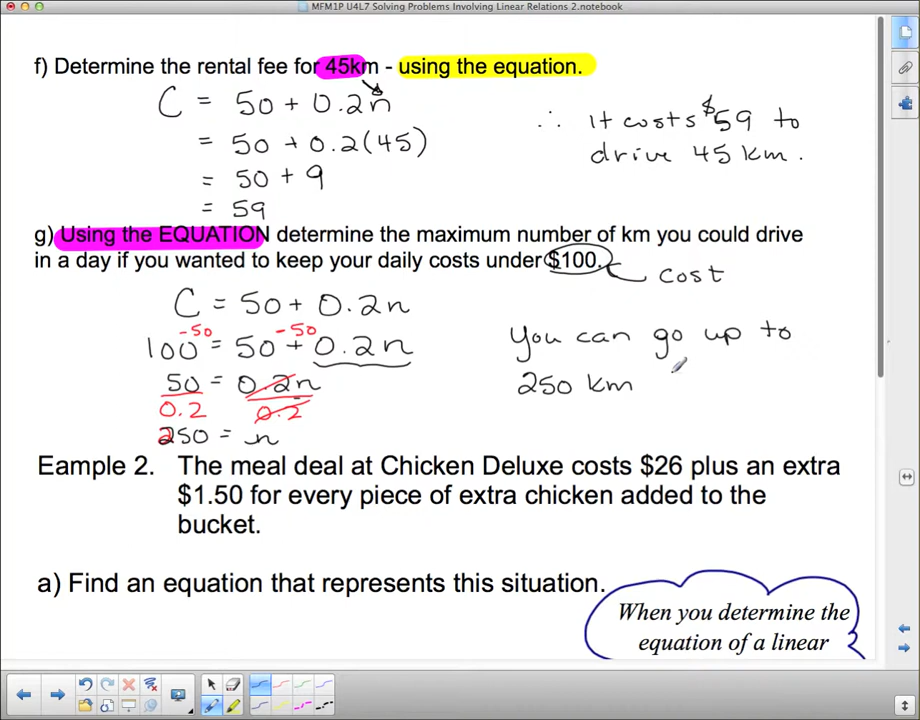 MFM1P U4L7 Solving Problems Involving Linear Relations 2.notebook
f) Determine the rental fee for 45km - using the equation.
C = 50 + 0.2n
= 50 + 0.2(45)
= 50 + 9
= 59
∴ it costs $59 to
drive 45 km.
g) Using the EQUATION determine the maximum number of km you could drive
in a day if you wanted to keep your daily costs under $100.
cost
C = 50 + 0.2n
-50 -50
100 = 50 + 0.2n
50 = 0.2n
0.2 0.2
250 = n
You can go up to
250 km
Eample 2. The meal deal at Chicken Deluxe costs $26 plus an extra
$1.50 for every piece of extra chicken added to the
bucket.
a) Find an equation that represents this situation.
When you determine the
equation of a linear